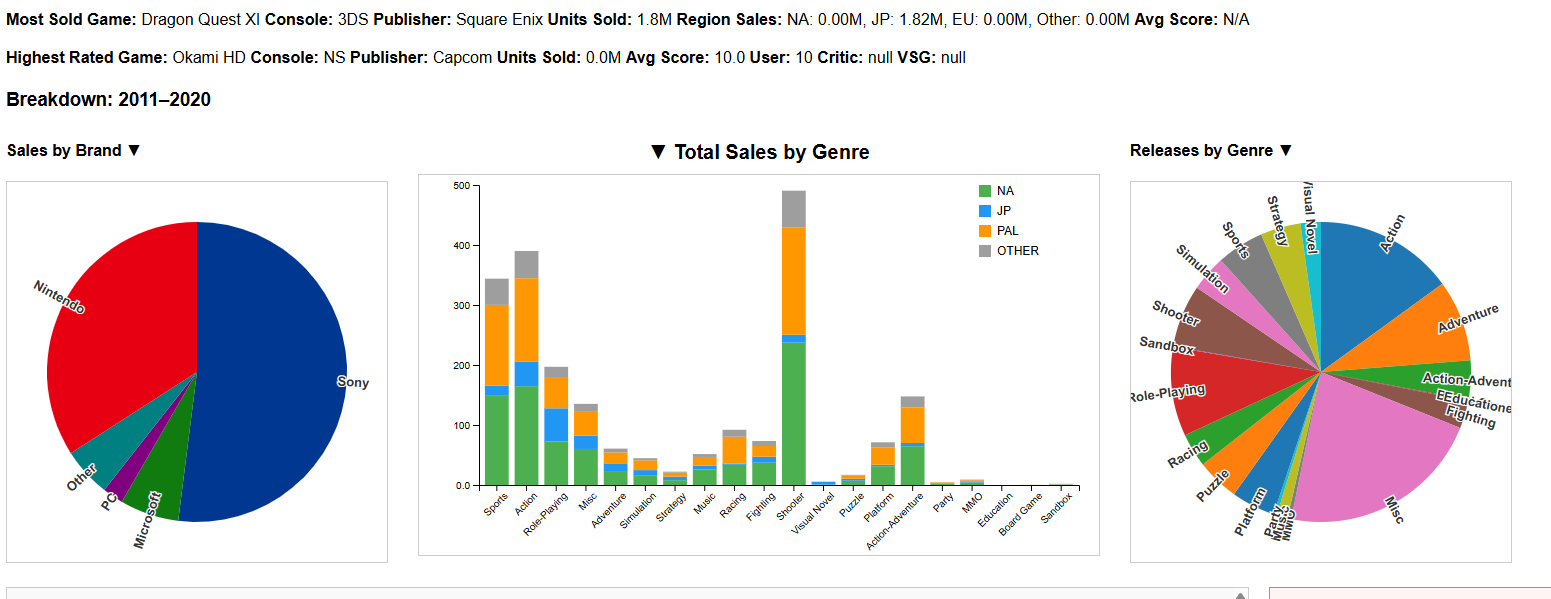 Most Sold Game: Dragon Quest XI Console: 3DS Publisher: Square Enix Units Sold: 1.8M Region Sales: NA: 0.00M, JP: 1.82M, EU: 0.00M, Other: 0.00M Avg Score: N/A
Highest Rated Game: Okami HD Console: NS Publisher: Capcom Units Sold: 0.0M Avg Score: 10.0 User: 10 Critic: null VSG: null
Breakdown: 2011–2020
Sales by Brand ▼
Nintendo
Sony
Other
PC
Microsoft
▼ Total Sales by Genre
500
400
300
200
100
0.0
NA
JP
PAL
OTHER
Sports
Action
Role-Playing
Misc
Adventure
Simulation
Strategy
Music
Racing
Fighting
Shooter
Visual Novel
Puzzle
Platform
Action-Adventure
Party
MMO
Education
Board Game
Sandbox
Releases by Genre ▼
Action
Adventure
Action-Advent
Fighting
Misc
MMO
Party
Platform
Puzzle
Racing
Role-Playing
Sandbox
Shooter
Simulation
Sports
Strategy
Visual Novel